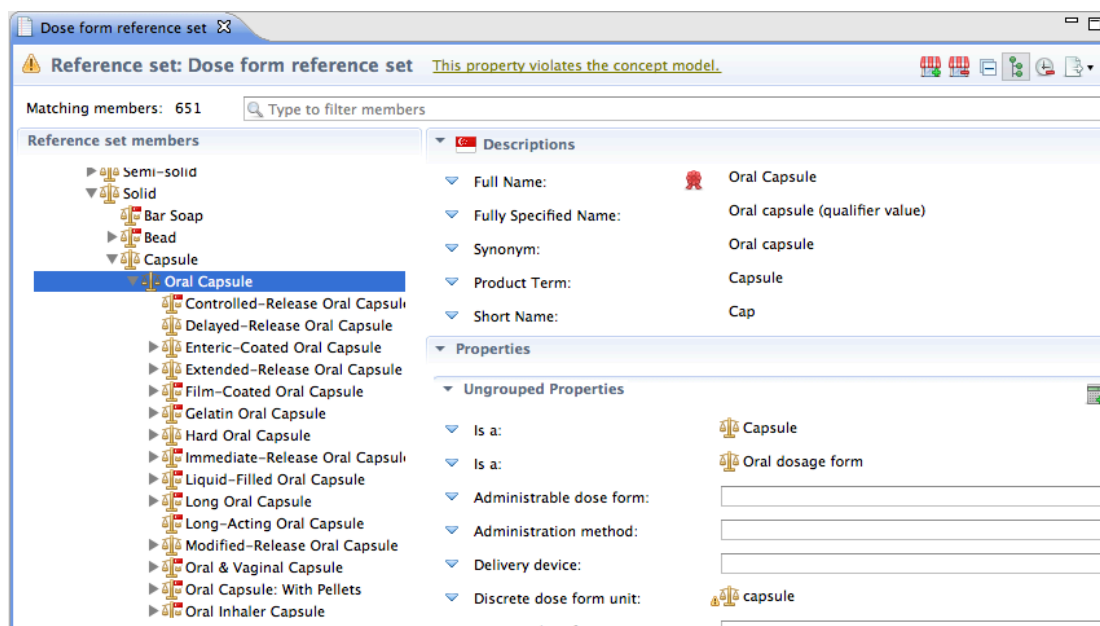 Dose form reference set
Reference set: Dose form reference set This property violates the concept model.
Matching members: 651 Type to filter members
Reference set members
Semi-solid
Solid
Bar Soap
Bead
Capsule
Oral Capsule
Controlled-Release Oral Capsul
Delayed-Release Oral Capsule
Enteric-Coated Oral Capsule
Extended-Release Oral Capsule
Film-Coated Oral Capsule
Gelatin Oral Capsule
Hard Oral Capsule
Immediate-Release Oral Capsul
Liquid-Filled Oral Capsule
Long Oral Capsule
Long-Acting Oral Capsule
Modified-Release Oral Capsule
Oral & Vaginal Capsule
Oral Capsule: With Pellets
Oral Inhaler Capsule
Descriptions
Full Name: Oral Capsule
Fully Specified Name: Oral capsule (qualifier value)
Synonym: Oral capsule
Product Term: Capsule
Short Name: Cap
Properties
Ungrouped Properties
Is a: Capsule
Is a: Oral dosage form
Administrable dose form:
Administration method:
Delivery device:
Discrete dose form unit: capsule